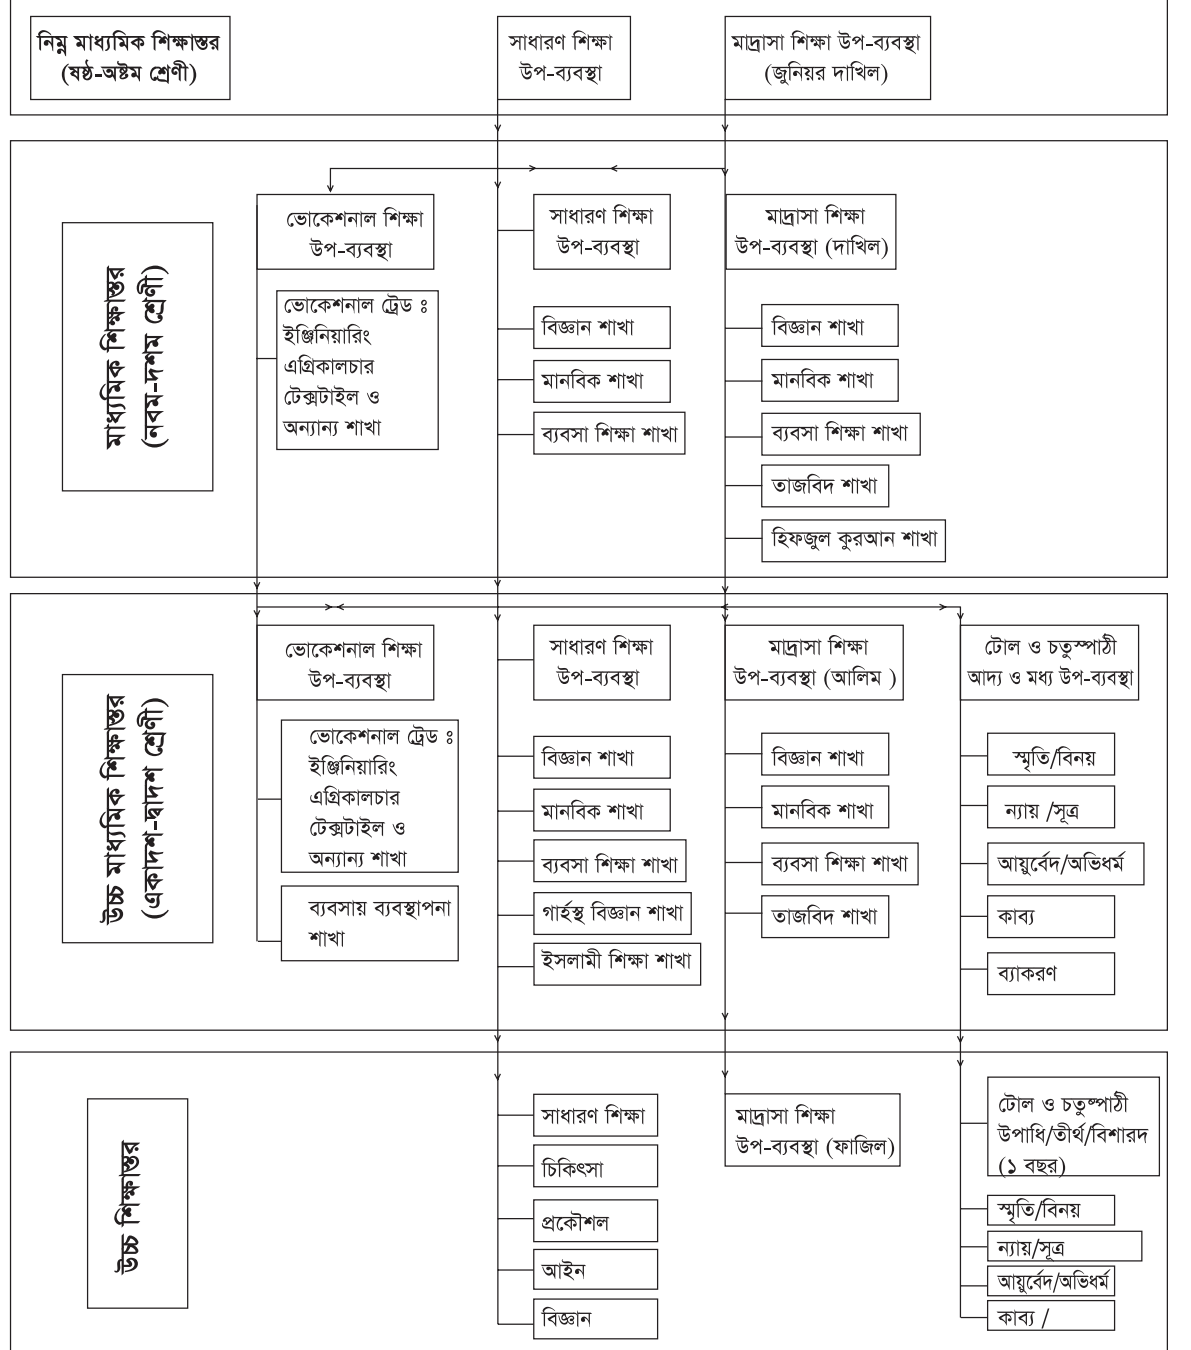 নিম্ন মাধ্যমিক শিক্ষাস্তর
(ষষ্ঠ-অষ্টম শ্রেণী)
সাধারণ শিক্ষা
উপ-ব্যবস্থা
মাদ্রাসা শিক্ষা উপ-ব্যবস্থা
(জুনিয়র দাখিল)
মাধ্যমিক শিক্ষাস্তর
(নবম-দশম শ্রেণী)
ভোকেশনাল শিক্ষা
উপ-ব্যবস্থা
ভোকেশনাল ট্রেড ঃ
ইঞ্জিনিয়ারিং
এগ্রিকালচার
টেক্সটাইল ও
অন্যান্য শাখা
সাধারণ শিক্ষা
উপ-ব্যবস্থা
বিজ্ঞান শাখা
মানবিক শাখা
ব্যবসা শিক্ষা শাখা
মাদ্রাসা শিক্ষা
উপ-ব্যবস্থা (দাখিল)
বিজ্ঞান শাখা
মানবিক শাখা
ব্যবসা শিক্ষা শাখা
তাজবিদ শাখা
হিফজুল কুরআন শাখা
উচ্চ মাধ্যমিক শিক্ষাস্তর
(একাদশ-দ্বাদশ শ্রেণী)
ভোকেশনাল শিক্ষা
উপ-ব্যবস্থা
ভোকেশনাল ট্রেড ঃ
ইঞ্জিনিয়ারিং
এগ্রিকালচার
টেক্সটাইল ও
অন্যান্য শাখা
ব্যবসায় ব্যবস্থাপনা
শাখা
সাধারণ শিক্ষা
উপ-ব্যবস্থা
বিজ্ঞান শাখা
মানবিক শাখা
ব্যবসা শিক্ষা শাখা
গার্হস্থ বিজ্ঞান শাখা
ইসলামী শিক্ষা শাখা
মাদ্রাসা শিক্ষা
উপ-ব্যবস্থা (আলিম )
বিজ্ঞান শাখা
মানবিক শাখা
ব্যবসা শিক্ষা শাখা
তাজবিদ শাখা
টোল ও চতুস্পাঠী
আদ্য ও মধ্য উপ-ব্যবস্থা
স্মৃতি/বিনয়
ন্যায় /সূত্র
আয়ুর্বেদ/অভিধর্ম
কাব্য
ব্যাকরণ
উচ্চ শিক্ষাস্তর
সাধারণ শিক্ষা
চিকিৎসা
প্রকৌশল
আইন
বিজ্ঞান
মাদ্রাসা শিক্ষা
উপ-ব্যবস্থা (ফাজিল)
টোল ও চতুষ্পাঠী
উপাধি/তীর্থ/বিশারদ
(১ বছর)
স্মৃতি/বিনয়
ন্যায়/সূত্র
আয়ুর্বেদ/অভিধর্ম
কাব্য /